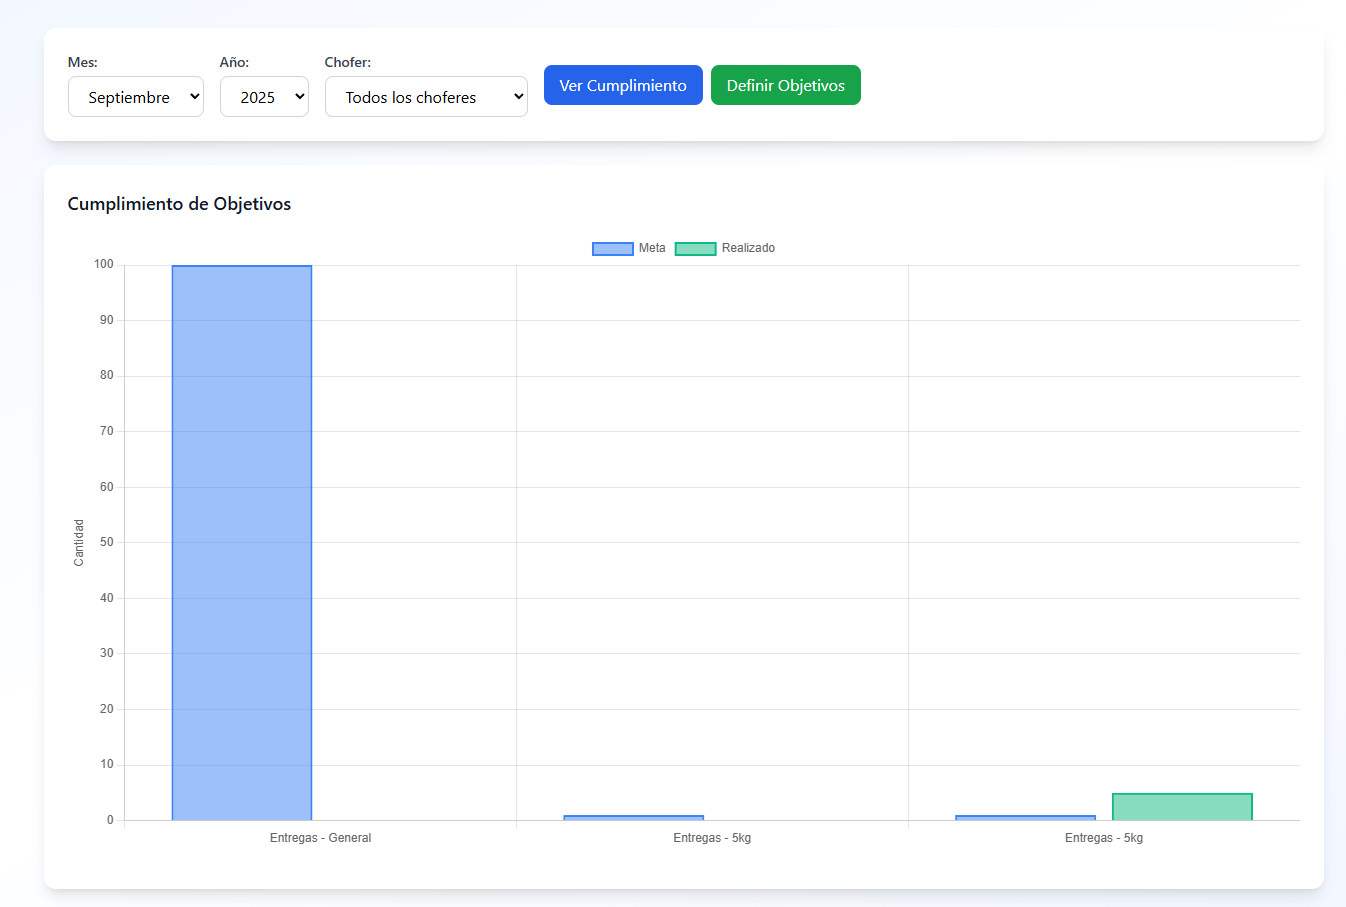 Mes:
Año:
Chofer:
Septiembre
2025
Todos los choferes
Ver Cumplimiento
Definir Objetivos
Cumplimiento de Objetivos
Meta
Realizado
100
90
80
70
60
50
40
30
20
10
0
Cantidad
Entregas - General
Entregas - 5kg
Entregas - 5kg